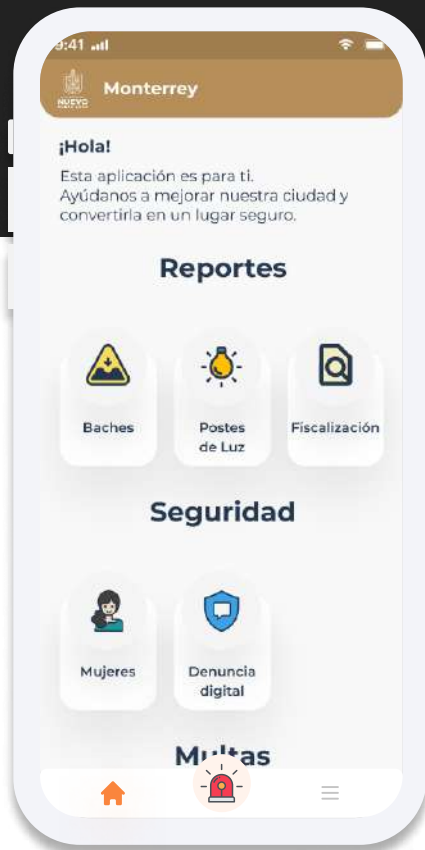 9:41
Monterrey
NUEVO
¡Hola!
Esta aplicación es para ti.
Ayúdanos a mejorar nuestra ciudad y
convertirla en un lugar seguro.
Reportes
Baches
Postes
de Luz
Fiscalización
Seguridad
Mujeres
Denuncia
digital
Multas